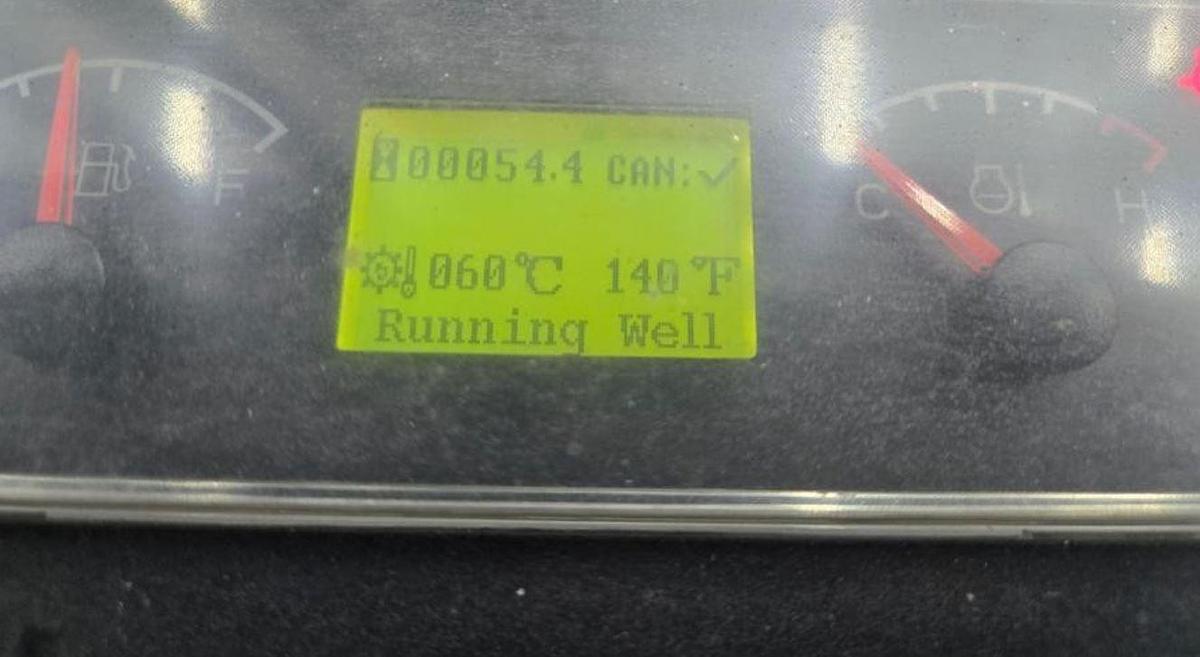 00054.4 CAN:✓
F
C
H
060℃ 140℉
Running Well